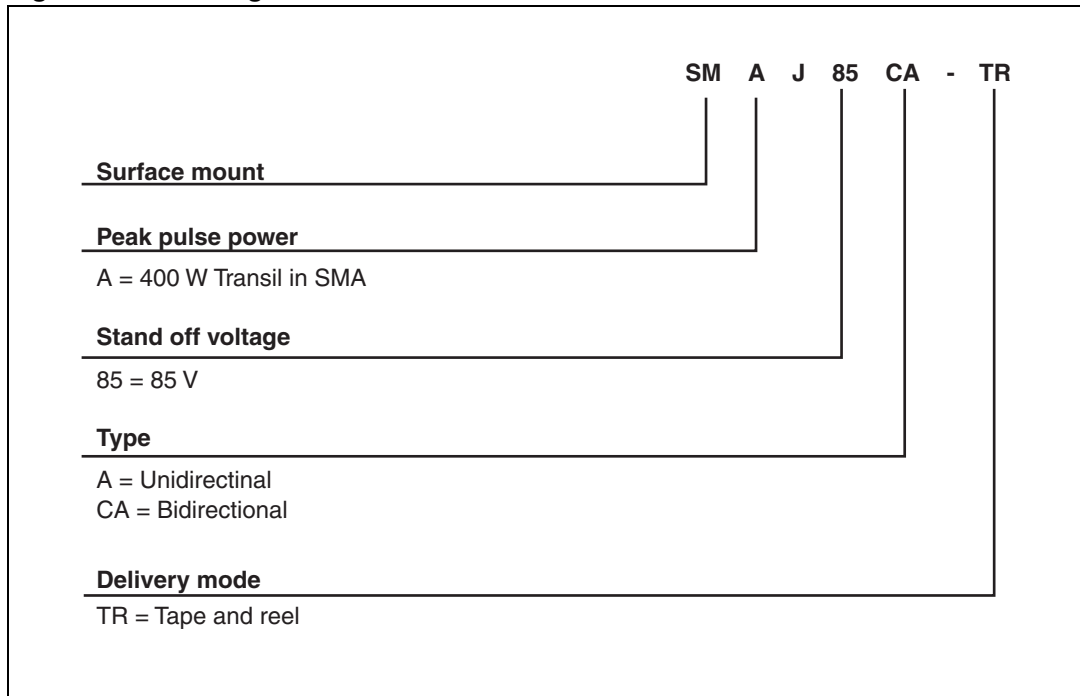 SM A J 85 CA - TR
Surface mount
Peak pulse power
A = 400 W Transil in SMA
Stand off voltage
85 = 85 V
Type
A = Unidirectinal
CA = Bidirectional
Delivery mode
TR = Tape and reel